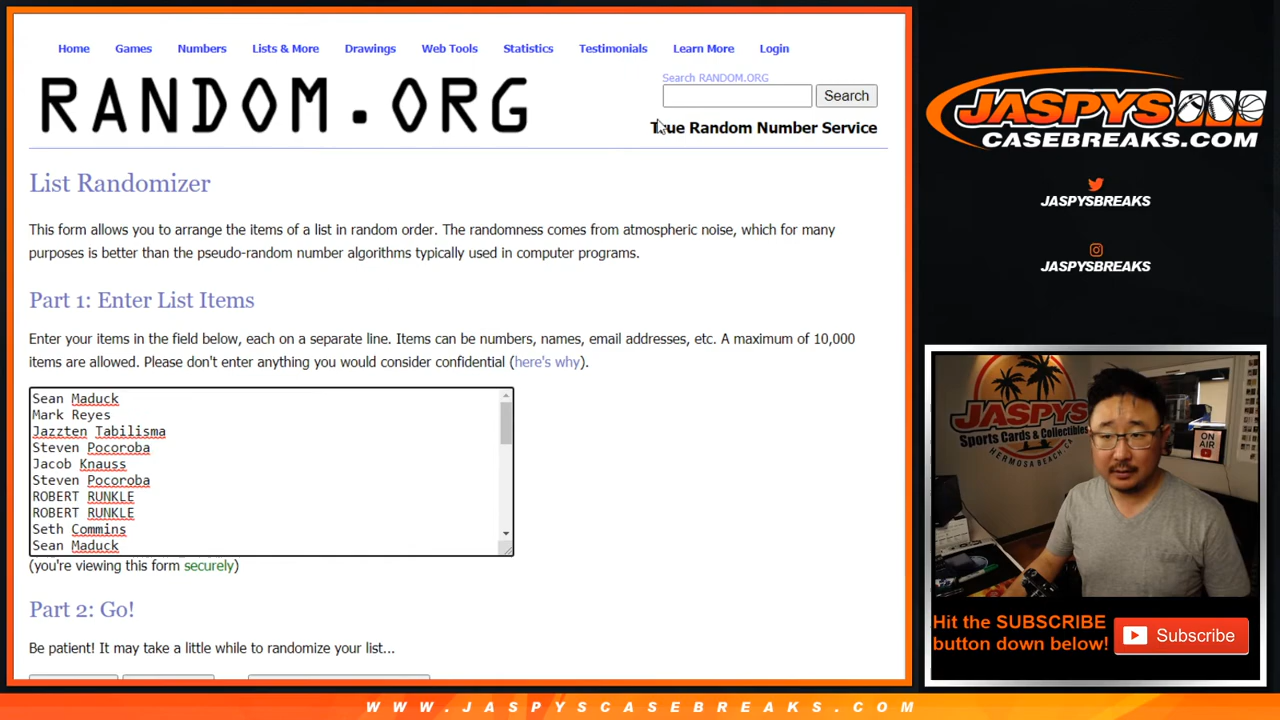 Home Games Numbers Lists & More Drawings Web Tools Statistics Testimonials Learn More Login
RANDOM.ORG
Search RANDOM.ORG
Search
True Random Number Service
List Randomizer
This form allows you to arrange the items of a list in random order. The randomness comes from atmospheric noise, which for many
purposes is better than the pseudo-random number algorithms typically used in computer programs.
Part 1: Enter List Items
Enter your items in the field below, each on a separate line. Items can be numbers, names, email addresses, etc. A maximum of 10,000
items are allowed. Please don't enter anything you would consider confidential (here's why).
Sean Maduck
Mark Reyes
Jazzten Tabilisma
Steven Pocoroba
Jacob Knauss
Steven Pocoroba
ROBERT RUNKLE
ROBERT RUNKLE
Seth Commins
Sean Maduck
(you're viewing this form securely)
Part 2: Go!
Be patient! It may take a little while to randomize your list...
JASPYS
CASEBREAKS.COM
JASPYSBREAKS
JASPYSBREAKS
JASPYS
Sports Cards & Collectibles
HERMOSA BEACH, CA
ON
AIR
Hit the SUBSCRIBE
button down below!
Subscribe
WWW.JASPYSCASEBREAKS.COM